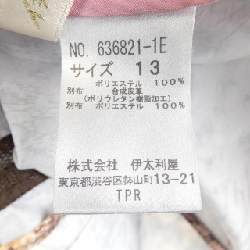 NO. 636821-1E
サイズ 13
ポリエステル 100%
別布 合成皮革
(ポリウレタン樹脂加工)
別布 ポリエステル 100%
株式会社 伊太利屋
東京都渋谷区鉢山町13-21
TPR